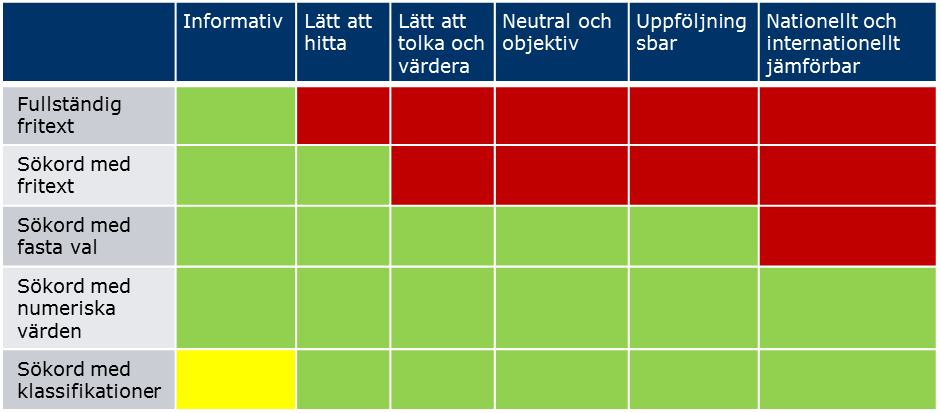 Informativ
Lätt att
hitta
Lätt att
tolka och
värdera
Neutral och
objektiv
Uppföljning
sbar
Nationellt och
internationellt
jämförbar
Fullständig
fritext
Sökord med
fritext
Sökord med
fasta val
Sökord med
numeriska
värden
Sökord med
klassifikationer